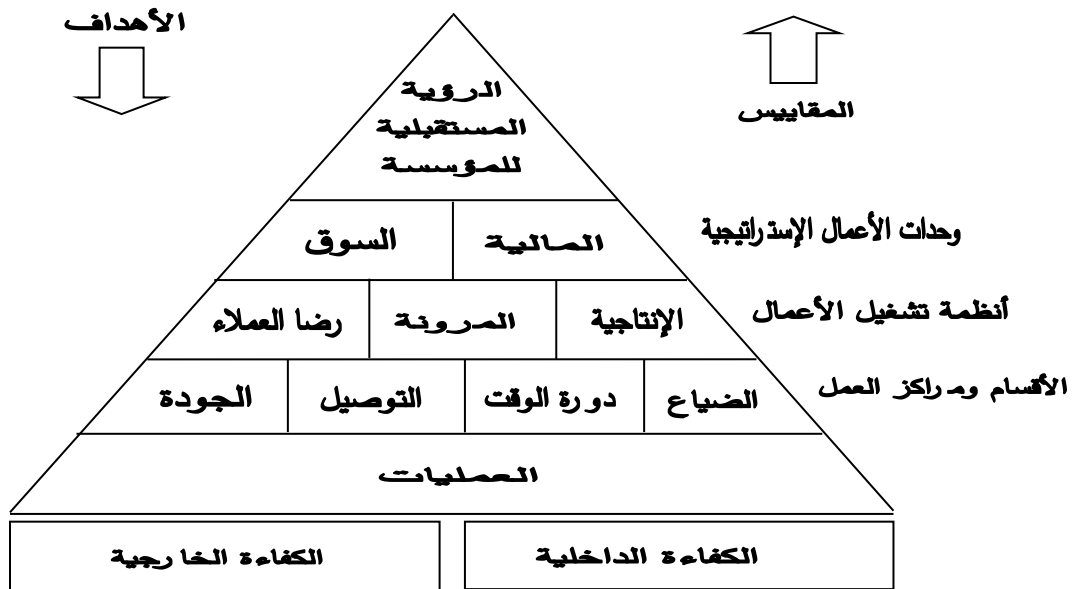 الأهداف
المقاييس
الرؤية
المستقبلية
للمؤسسة
وحدات الأعمال الإستراتيجية
المالية
السوق
أنظمة تشغيل الأعمال
الإنتاجية
المرونة
رضا العملاء
الأقسام ومراكز العمل
الضياع
دورة الوقت
التوصيل
الجودة
العمليات
الكفاءة الداخلية
الكفاءة الخارجية